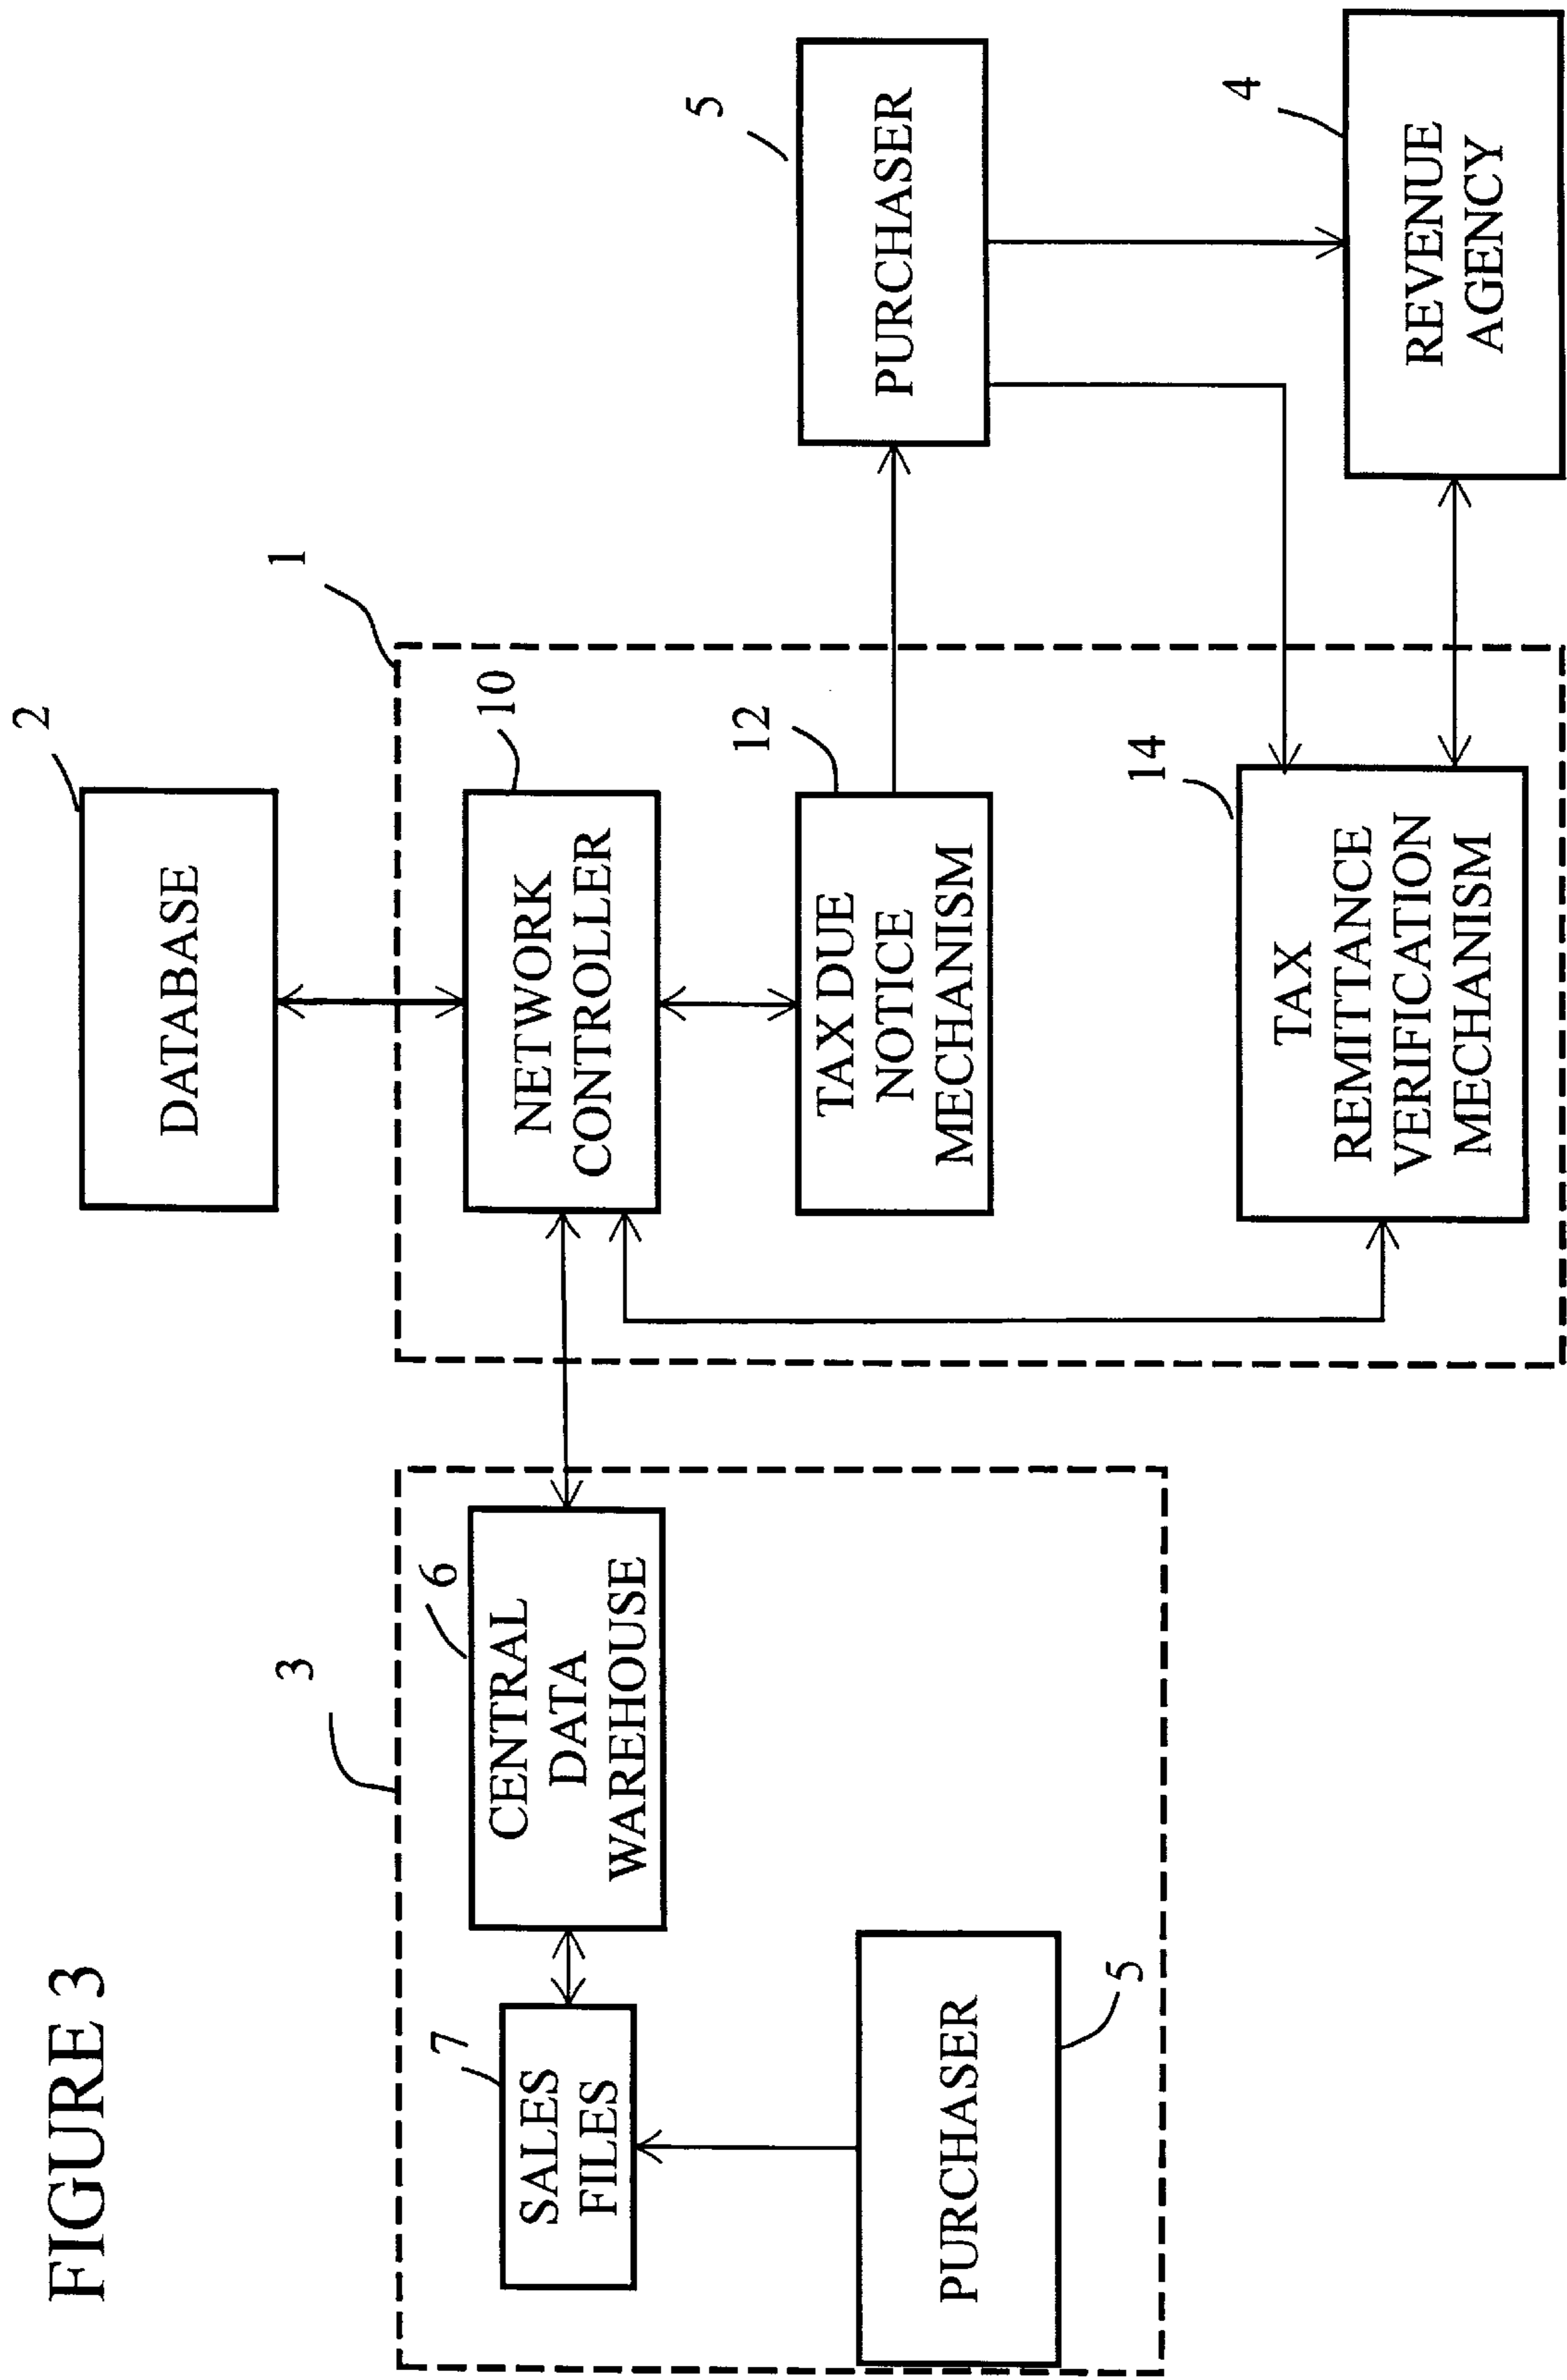 FIGURE 3
2
DATABASE
1
3
10
NETWORK
CONTROLLER
7
SALES
FILES
6
CENTRAL
DATA
WAREHOUSE
12
TAX DUE
NOTICE
MECHANISM
5
PURCHASER
PURCHASER
5
14
TAX
REMITTANCE
VERIFICATION
MECHANISM
4
REVENUE
AGENCY